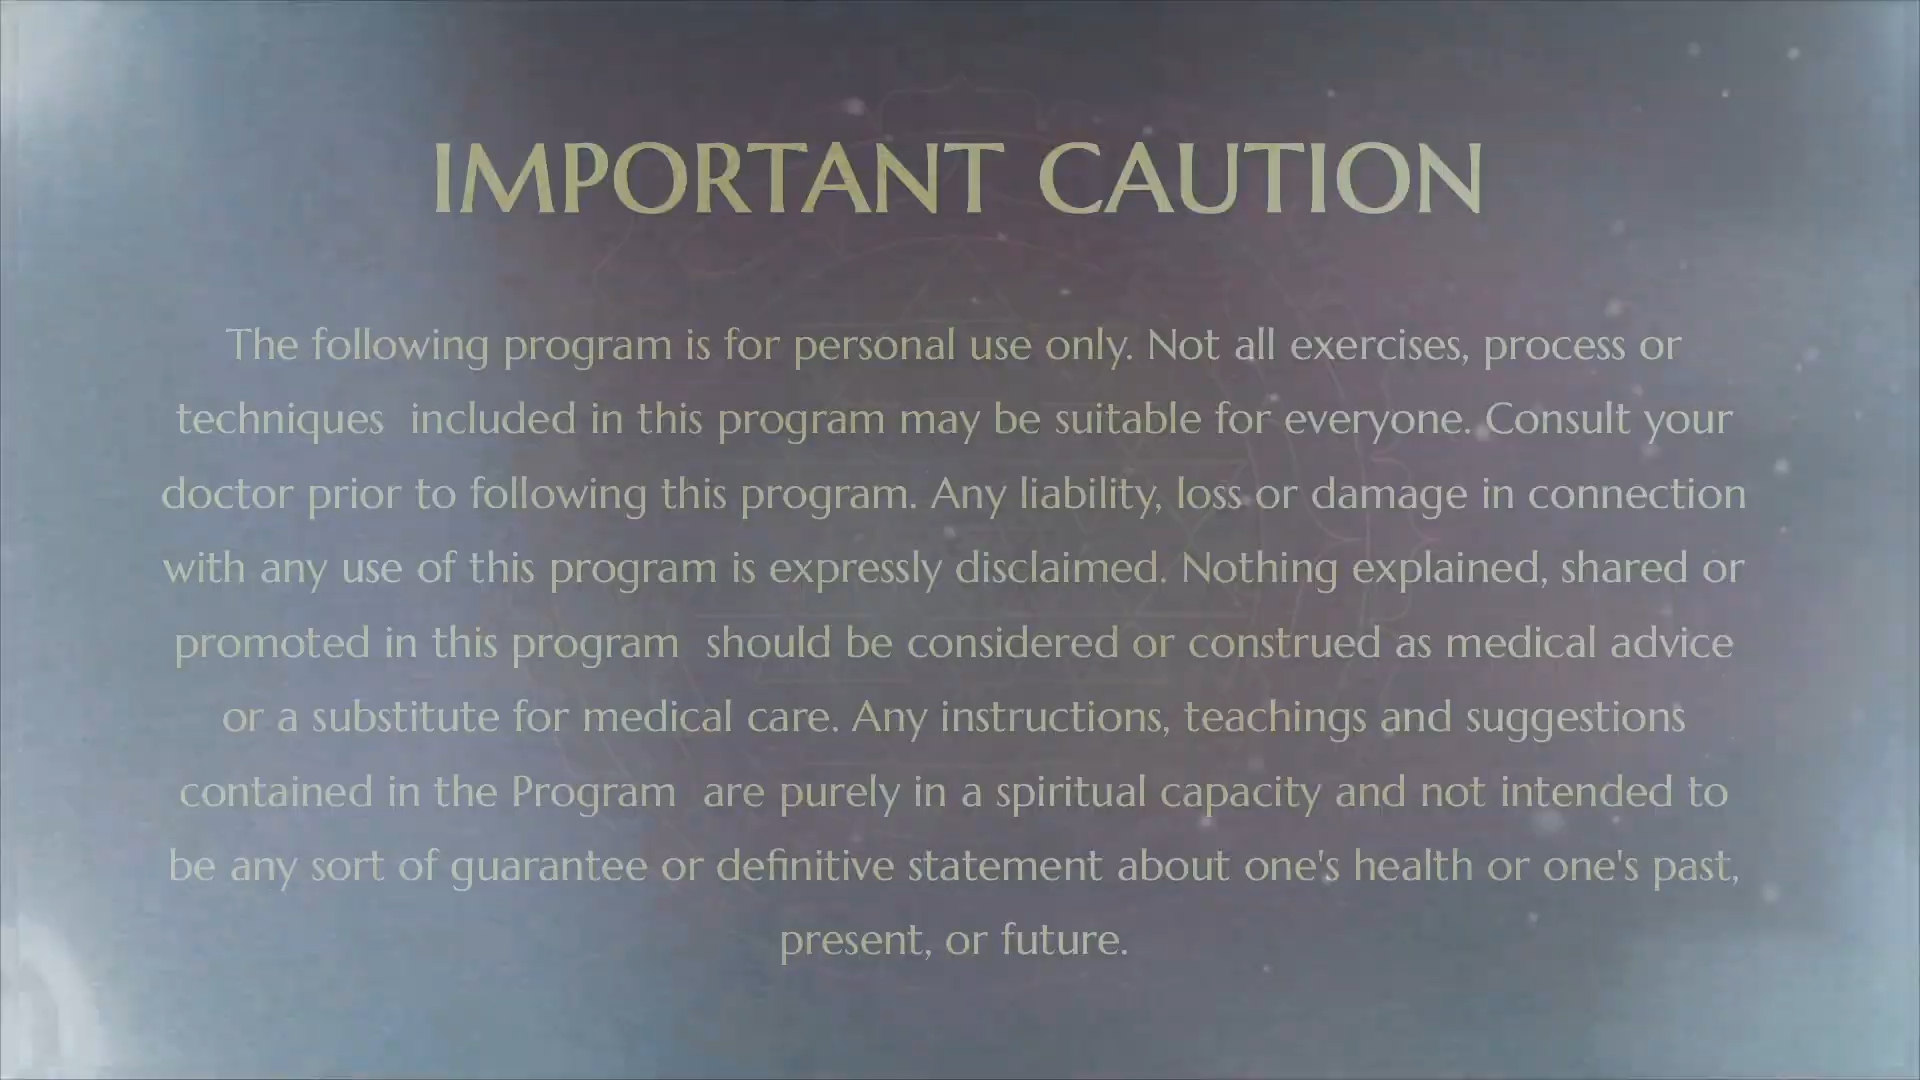 IMPORTANT CAUTION
The following program is for personal use only. Not all exercises, process or
techniques  included in this program may be suitable for everyone. Consult your
doctor prior to following this program. Any liability, loss or damage in connection
with any use of this program is expressly disclaimed. Nothing explained, shared or
promoted in this program  should be considered or construed as medical advice
or a substitute for medical care. Any instructions, teachings and suggestions
contained in the Program  are purely in a spiritual capacity and not intended to
be any sort of guarantee or definitive statement about one's health or one's past,
present, or future.